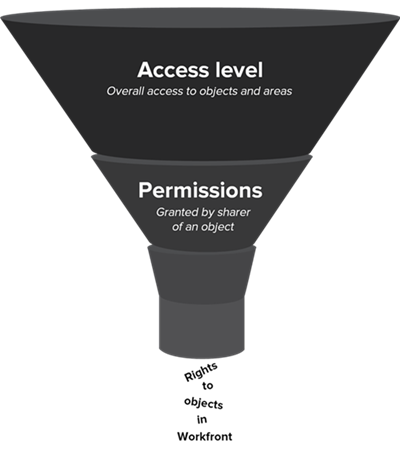 Access level
Overall access to objects and areas
Permissions
Granted by sharer
of an object
Rights
to
objects
in
Workfront